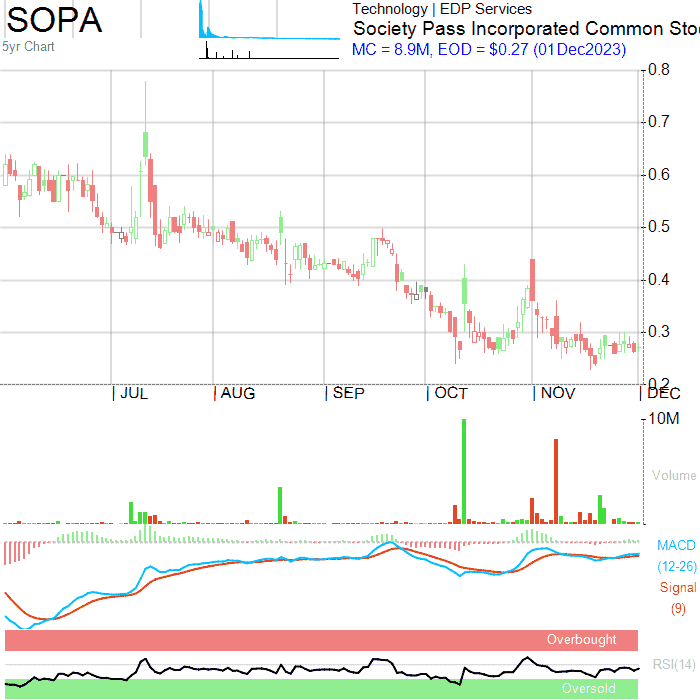 SOPA
5yr Chart
Technology | EDP Services
Society Pass Incorporated Common Sto
MC = 8.9M, EOD = $0.27 (01Dec2023)
0.8
0.7
0.6
0.5
0.4
0.3
0.2
JUL
AUG
SEP
OCT
NOV
DEC
10M
Volume
MACD
(12-26)
Signal
(9)
Overbought
RSI(14)
Oversold